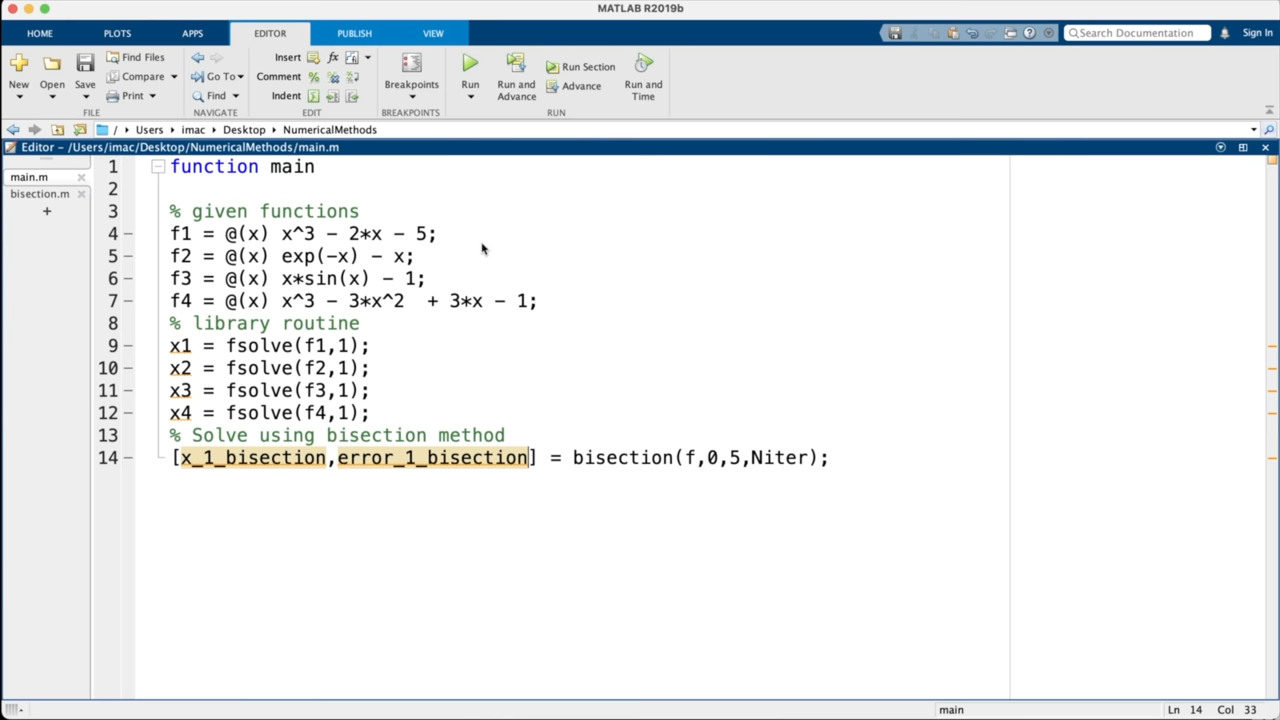 MATLAB R2019b
HOME PLOTS APPS EDITOR PUBLISH VIEW Search Documentation Sign In
New Open Save Find Files Compare Print Go To Find Insert fx Comment % Indent Breakpoints Run Run and Advance Run Section Advance Run and Time
FILE NAVIGATE EDIT BREAKPOINTS RUN
/ Users imac Desktop NumericalMethods
Editor – /Users/imac/Desktop/NumericalMethods/main.m
main.m
bisection.m
+
1 function main
2
3 % given functions
4 – f1 = @(x) x^3 – 2*x – 5;
5 – f2 = @(x) exp(–x) – x;
6 – f3 = @(x) x*sin(x) – 1;
7 – f4 = @(x) x^3 – 3*x^2  + 3*x – 1;
8 % library routine
9 – x1 = fsolve(f1,1);
10 – x2 = fsolve(f2,1);
11 – x3 = fsolve(f3,1);
12 – x4 = fsolve(f4,1);
13 % Solve using bisection method
14 – [x_1_bisection,error_1_bisection] = bisection(f,0,5,Niter);
main Ln 14 Col 33